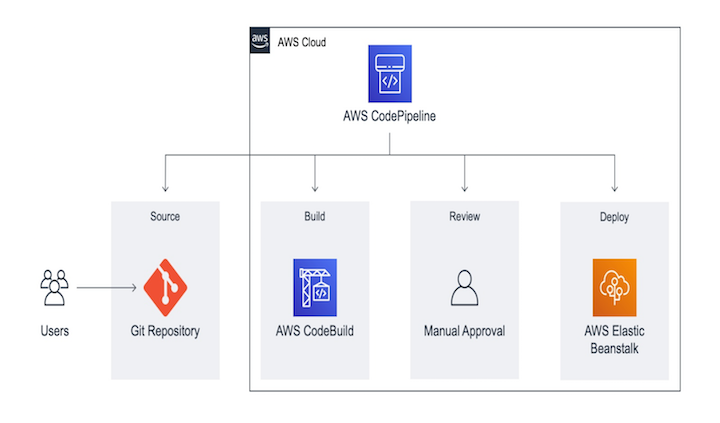 aws
AWS Cloud
AWS CodePipeline
Source
Build
Review
Deploy
Users
Git Repository
AWS CodeBuild
Manual Approval
AWS Elastic
Beanstalk